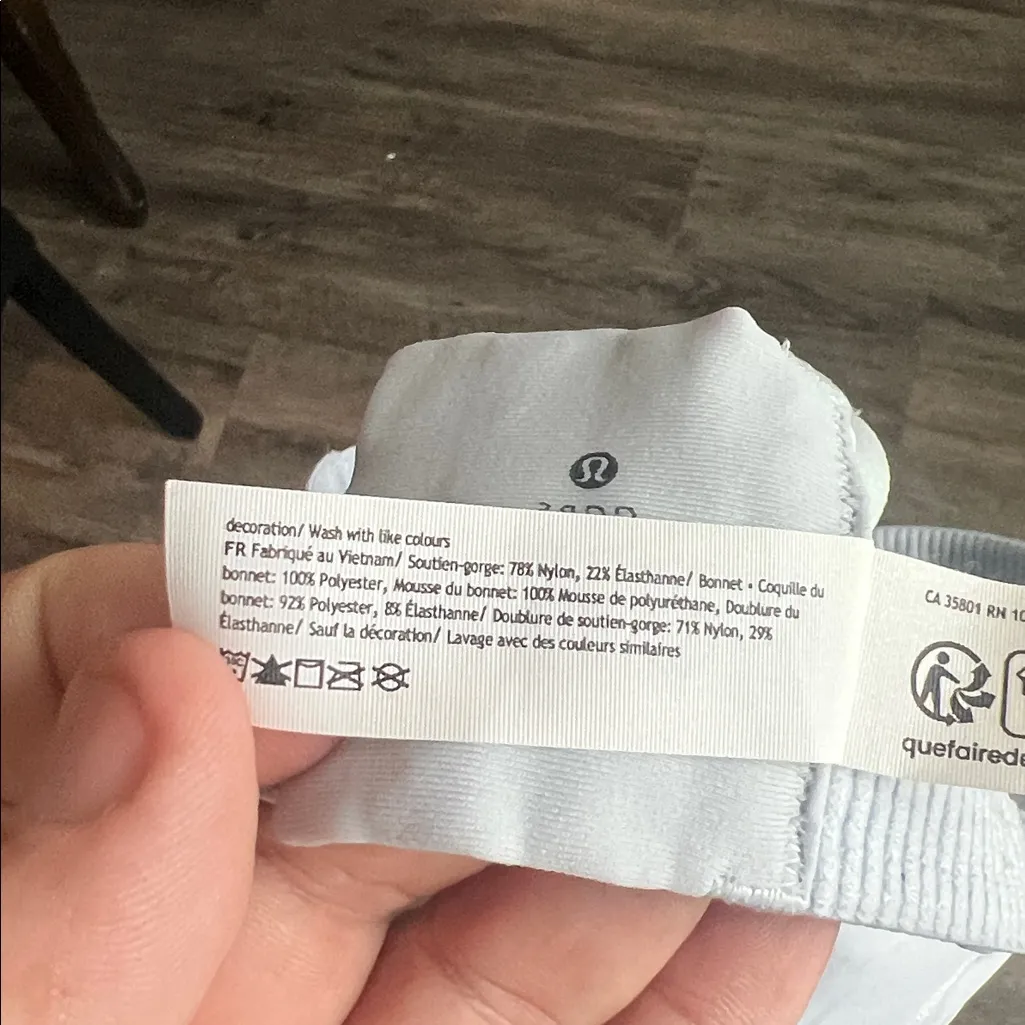 decoration/ Wash with like colours
FR Fabriqué au Vietnam/ Soutien-gorge: 78% Nylon, 22% Élasthanne/ Bonnet • Coquille du
bonnet: 100% Polyester, Mousse du bonnet: 100% Mousse de polyuréthane, Doublure du
bonnet: 92% Polyester, 8% Élasthanne/ Doublure de soutien-gorge: 71% Nylon, 29%
Élasthanne/ Sauf la décoration/ Lavage avec des couleurs similaires
CA 35801 RN 10
quefairede